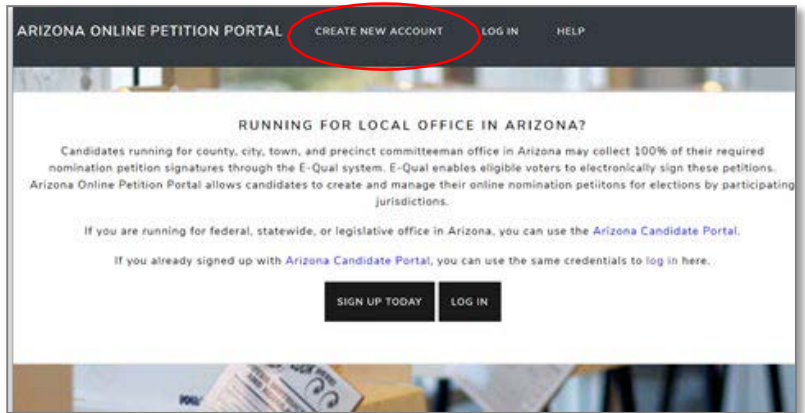 ARIZONA ONLINE PETITION PORTAL CREATE NEW ACCOUNT LOG IN HELP
RUNNING FOR LOCAL OFFICE IN ARIZONA?
Candidates running for county, city, town, and precinct committeeman office in Arizona may collect 100% of their required
nomination petition signatures through the E-Qual system. E-Qual enables eligible voters to electronically sign these petitions.
Arizona Online Petition Portal allows candidates to create and manage their online nomination petiitons for elections by participating
jurisdictions.
If you are running for federal, statewide, or legislative office in Arizona, you can use the Arizona Candidate Portal.
If you already signed up with Arizona Candidate Portal, you can use the same credentials to log in here.
SIGN UP TODAY LOG IN